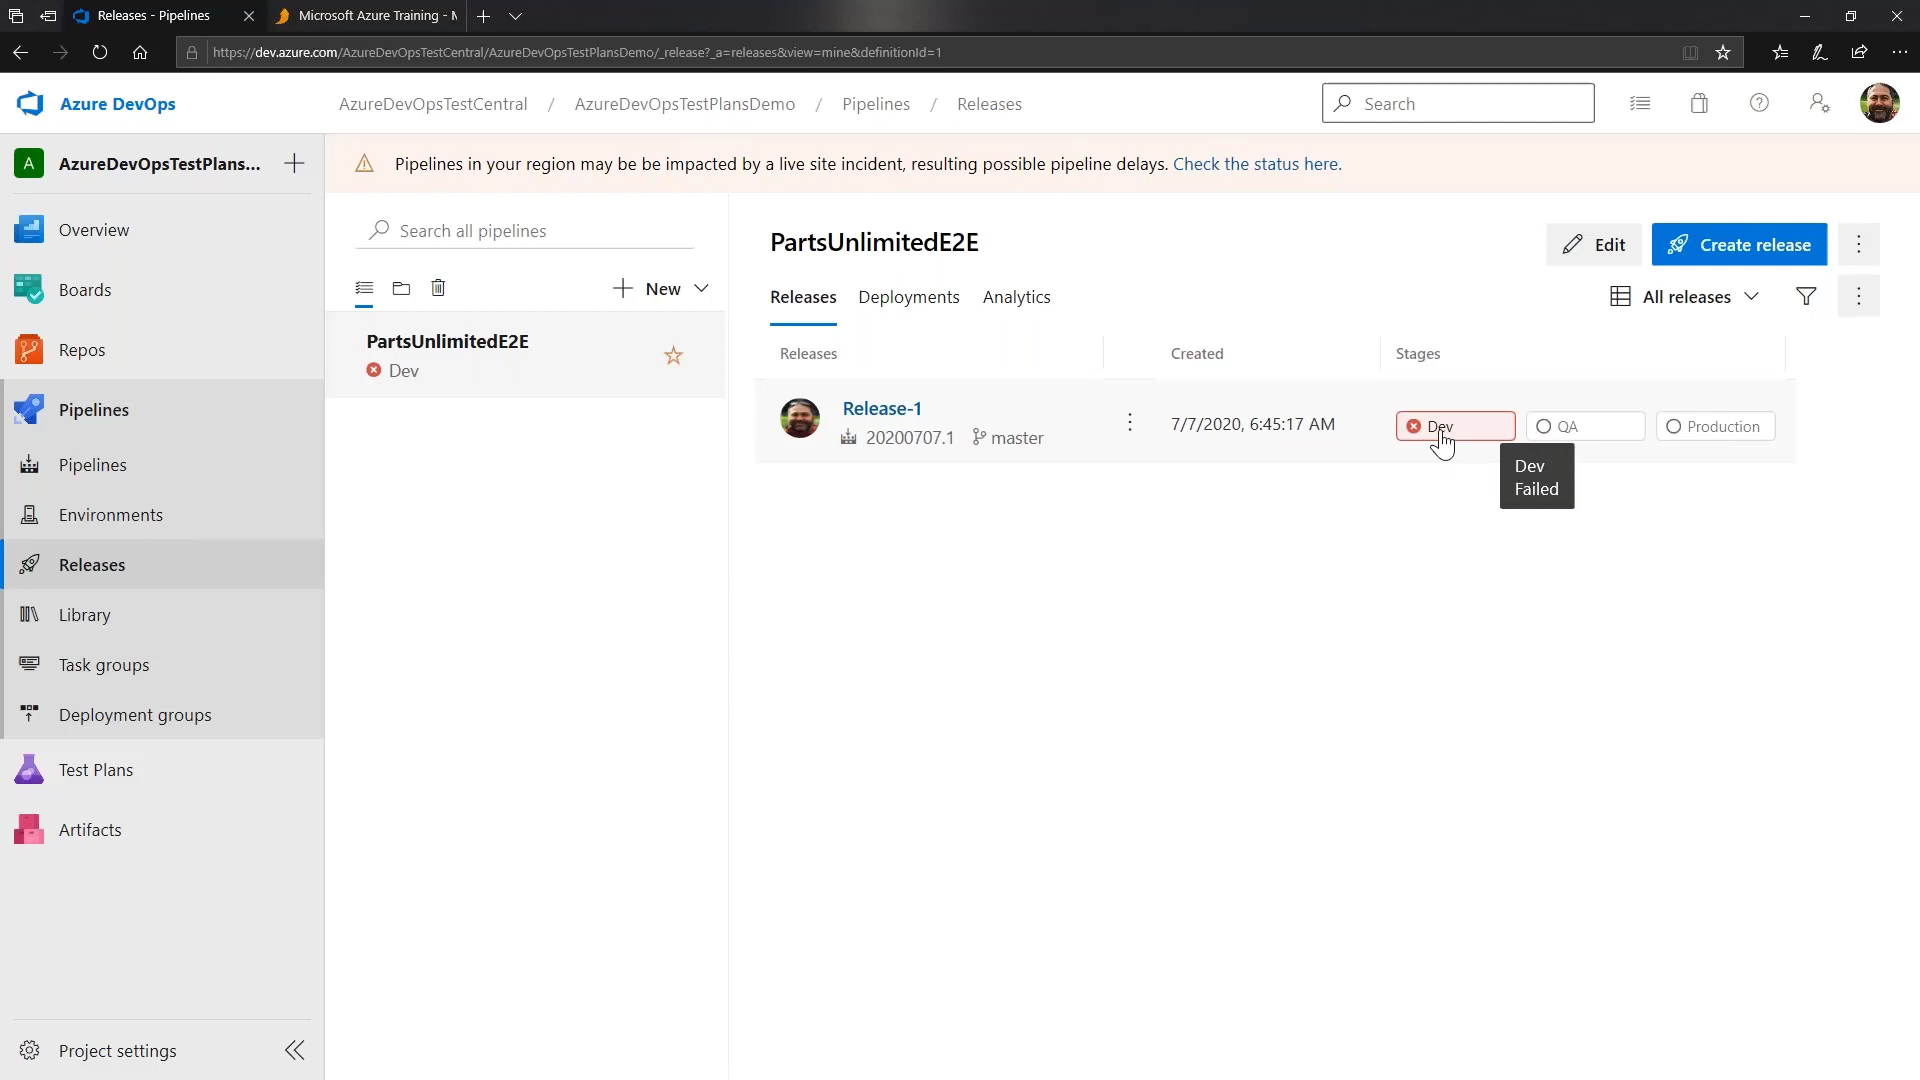 Releases - Pipelines
Microsoft Azure Training - M
https://dev.azure.com/AzureDevOpsTestCentral/AzureDevOpsTestPlansDemo/_release?_a=releases&view=mine&definitionId=1
Azure DevOps
AzureDevOpsTestCentral / AzureDevOpsTestPlansDemo / Pipelines / Releases
Search
A AzureDevOpsTestPlans...
Pipelines in your region may be be impacted by a live site incident, resulting possible pipeline delays. Check the status here.
Overview
Boards
Repos
Pipelines
Pipelines
Environments
Releases
Library
Task groups
Deployment groups
Test Plans
Artifacts
Project settings
Search all pipelines
New
PartsUnlimitedE2E
Dev
PartsUnlimitedE2E
Edit
Create release
Releases Deployments Analytics
All releases
Releases Created Stages
Release-1
20200707.1 master
7/7/2020, 6:45:17 AM
Dev QA Production
Dev
Failed